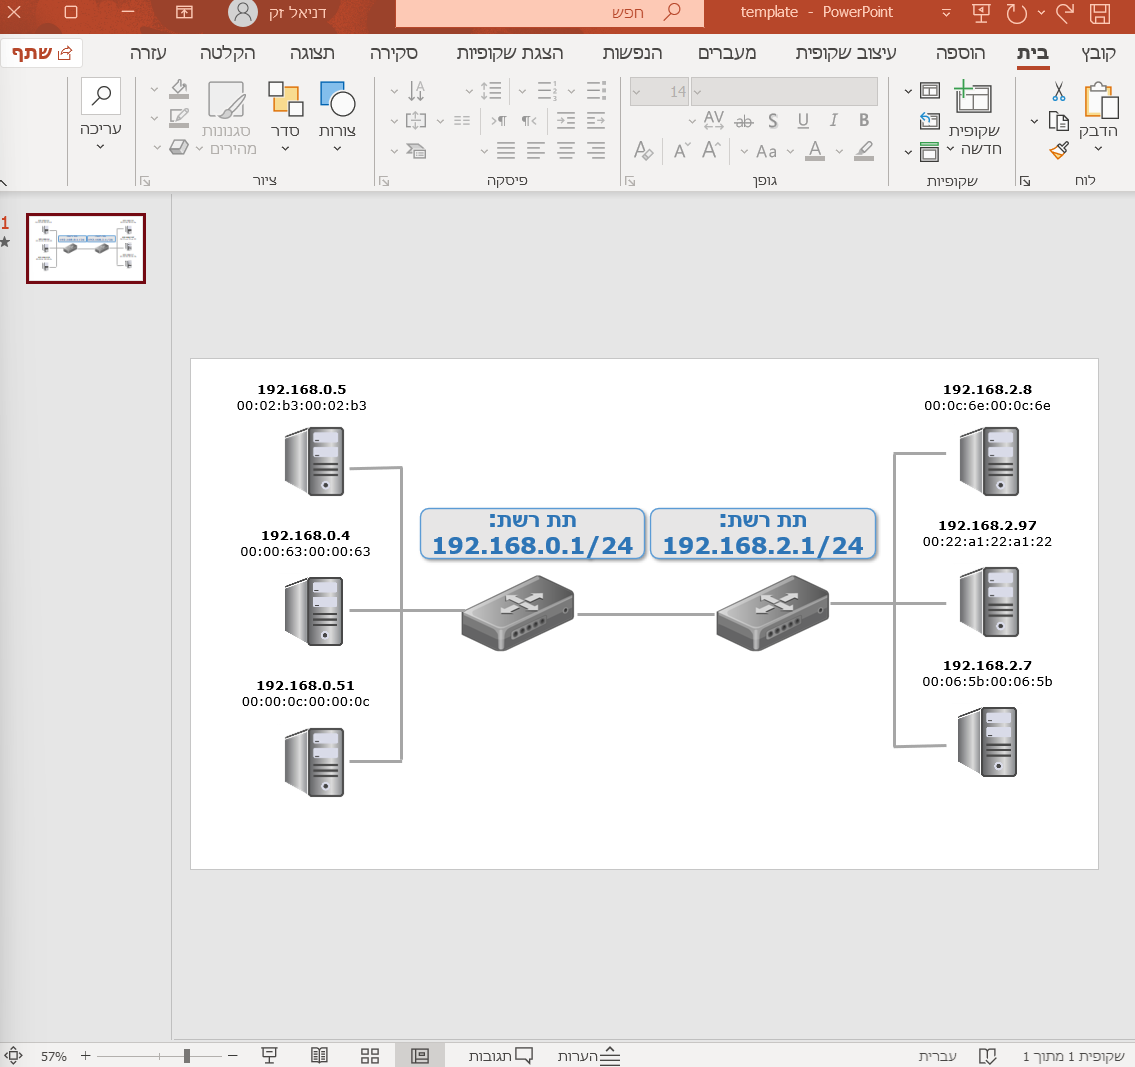 דניאל זק
חפש
template - PowerPoint
קובץ
בית
הוספה
עיצוב שקופית
מעברים
הנפשות
הצגת שקופיות
סקירה
תצוגה
הקלטה
עזרה
שתף
הדבק
לוח
שקופית
חדשה
שקופיות
14
גופן
פיסקה
צורות
סדר
סגנונות
מהירים
ציור
עריכה
1
192.168.0.5
00:02:b3:00:02:b3
192.168.0.4
00:00:63:00:00:63
192.168.0.51
00:00:0c:00:00:0c
תת רשת:
192.168.0.1/24
תת רשת:
192.168.2.1/24
192.168.2.8
00:0c:6e:00:0c:6e
192.168.2.97
00:22:a1:22:a1:22
192.168.2.7
00:06:5b:00:06:5b
שקופית 1 מתוך 1
עברית
הערות
תגובות
57%